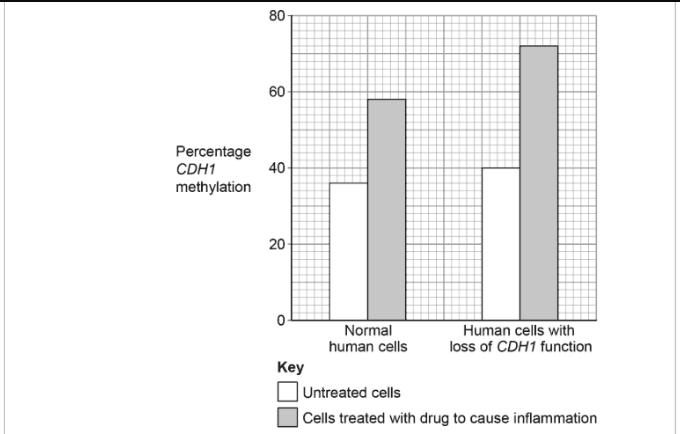 80
60
Percentage
CDH1
methylation
40
20
0
Normal
human cells
Human cells with
loss of CDH1 function
Key
Untreated cells
Cells treated with drug to cause inflammation